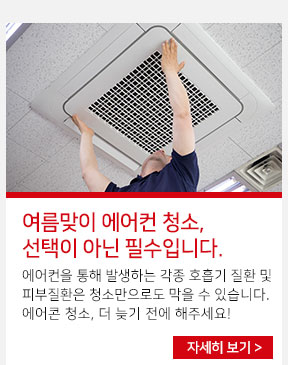 여름맞이 에어컨 청소,
선택이 아닌 필수입니다.
에어컨을 통해 발생하는 각종 호흡기 질환 및
피부질환은 청소만으로도 막을 수 있습니다.
에어콘 청소, 더 늦기 전에 해주세요!
자세히 보기 >